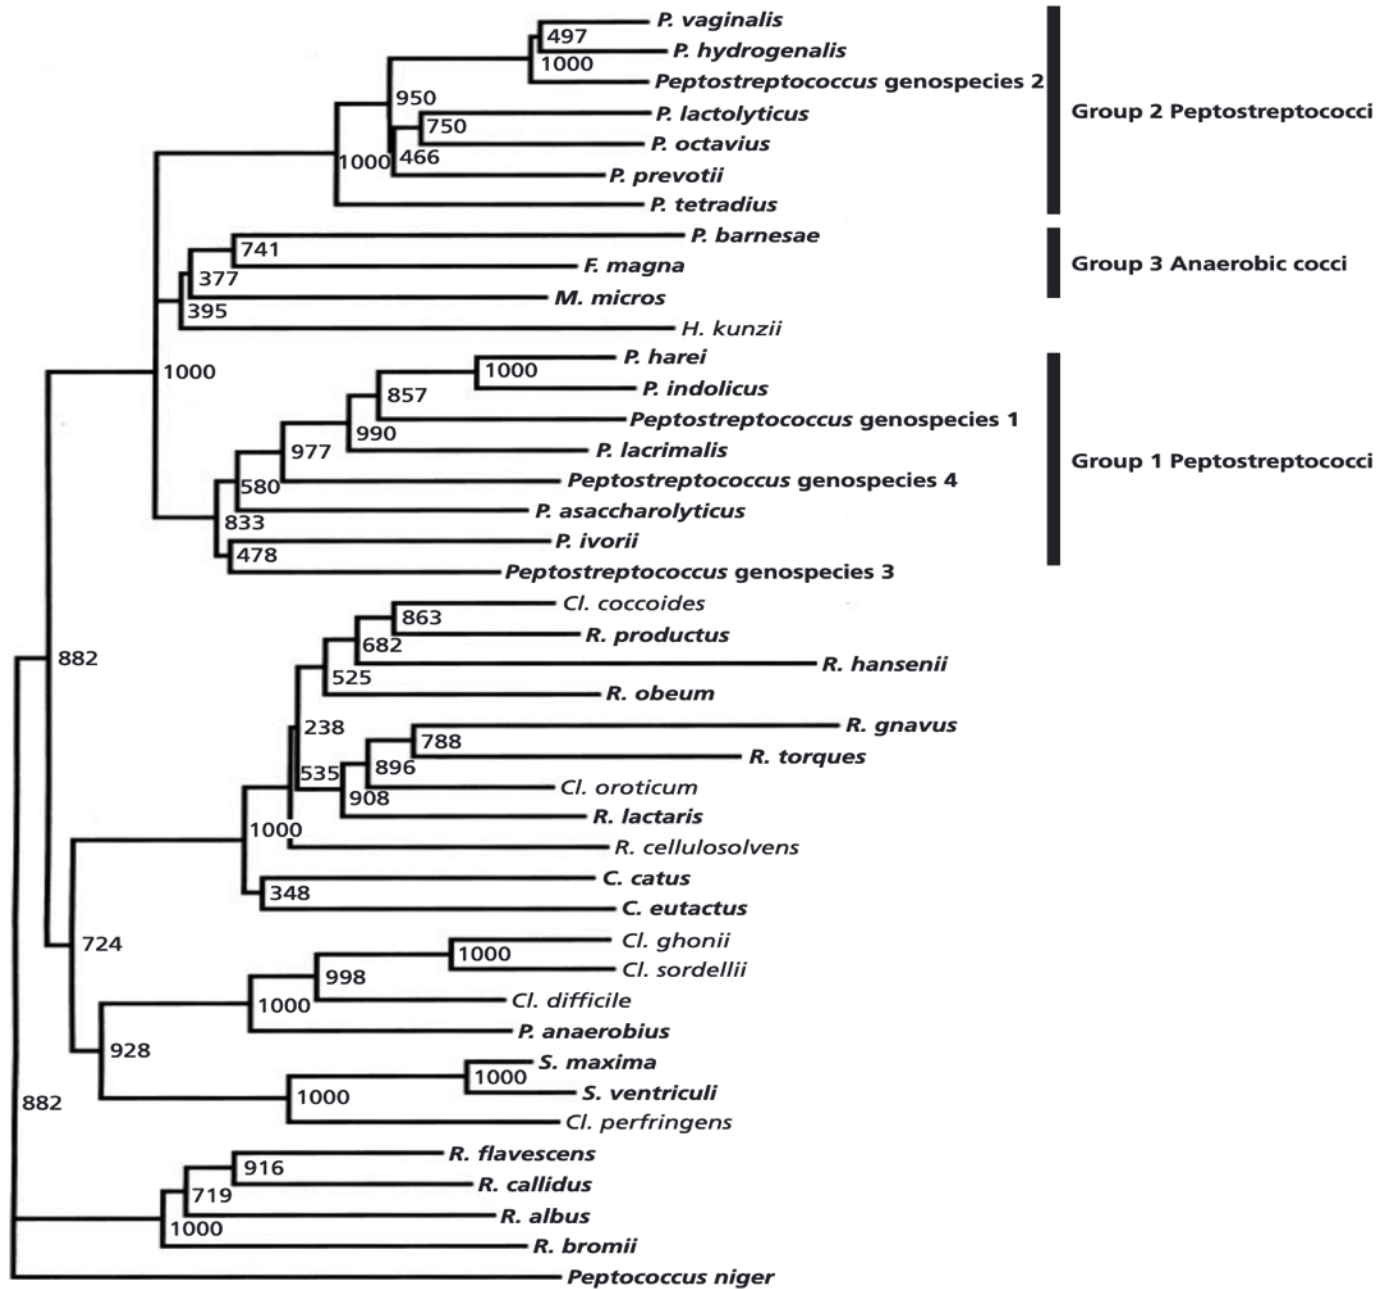 P. vaginalis
497
P. hydrogenalis
1000
Peptostreptococcus genospecies 2
950
P. lactolyticus
Group 2 Peptostreptococci
750
P. octavius
1000
466
P. prevotii
P. tetradius
P. barnesae
741
F. magna
Group 3 Anaerobic cocci
377
M. micros
395
H. kunzii
P. harei
1000
1000
P. indolicus
857
Peptostreptococcus genospecies 1
990
P. lacrimalis
977
Group 1 Peptostreptococci
Peptostreptococcus genospecies 4
580
P. asaccharolyticus
833
P. ivorii
478
Peptostreptococcus genospecies 3
Cl. coccoides
863
R. productus
682
882
R. hansenii
525
R. obeum
238
R. gnavus
788
R. torques
535
896
Cl. oroticum
908
R. lactaris
1000
R. cellulosolvens
C. catus
348
C. eutactus
724
Cl. ghonii
1000
Cl. sordellii
998
Cl. difficile
1000
P. anaerobius
928
S. maxima
1000
S. ventriculi
882
1000
Cl. perfringens
R. flavescens
916
R. callidus
719
R. albus
1000
R. bromii
Peptococcus niger